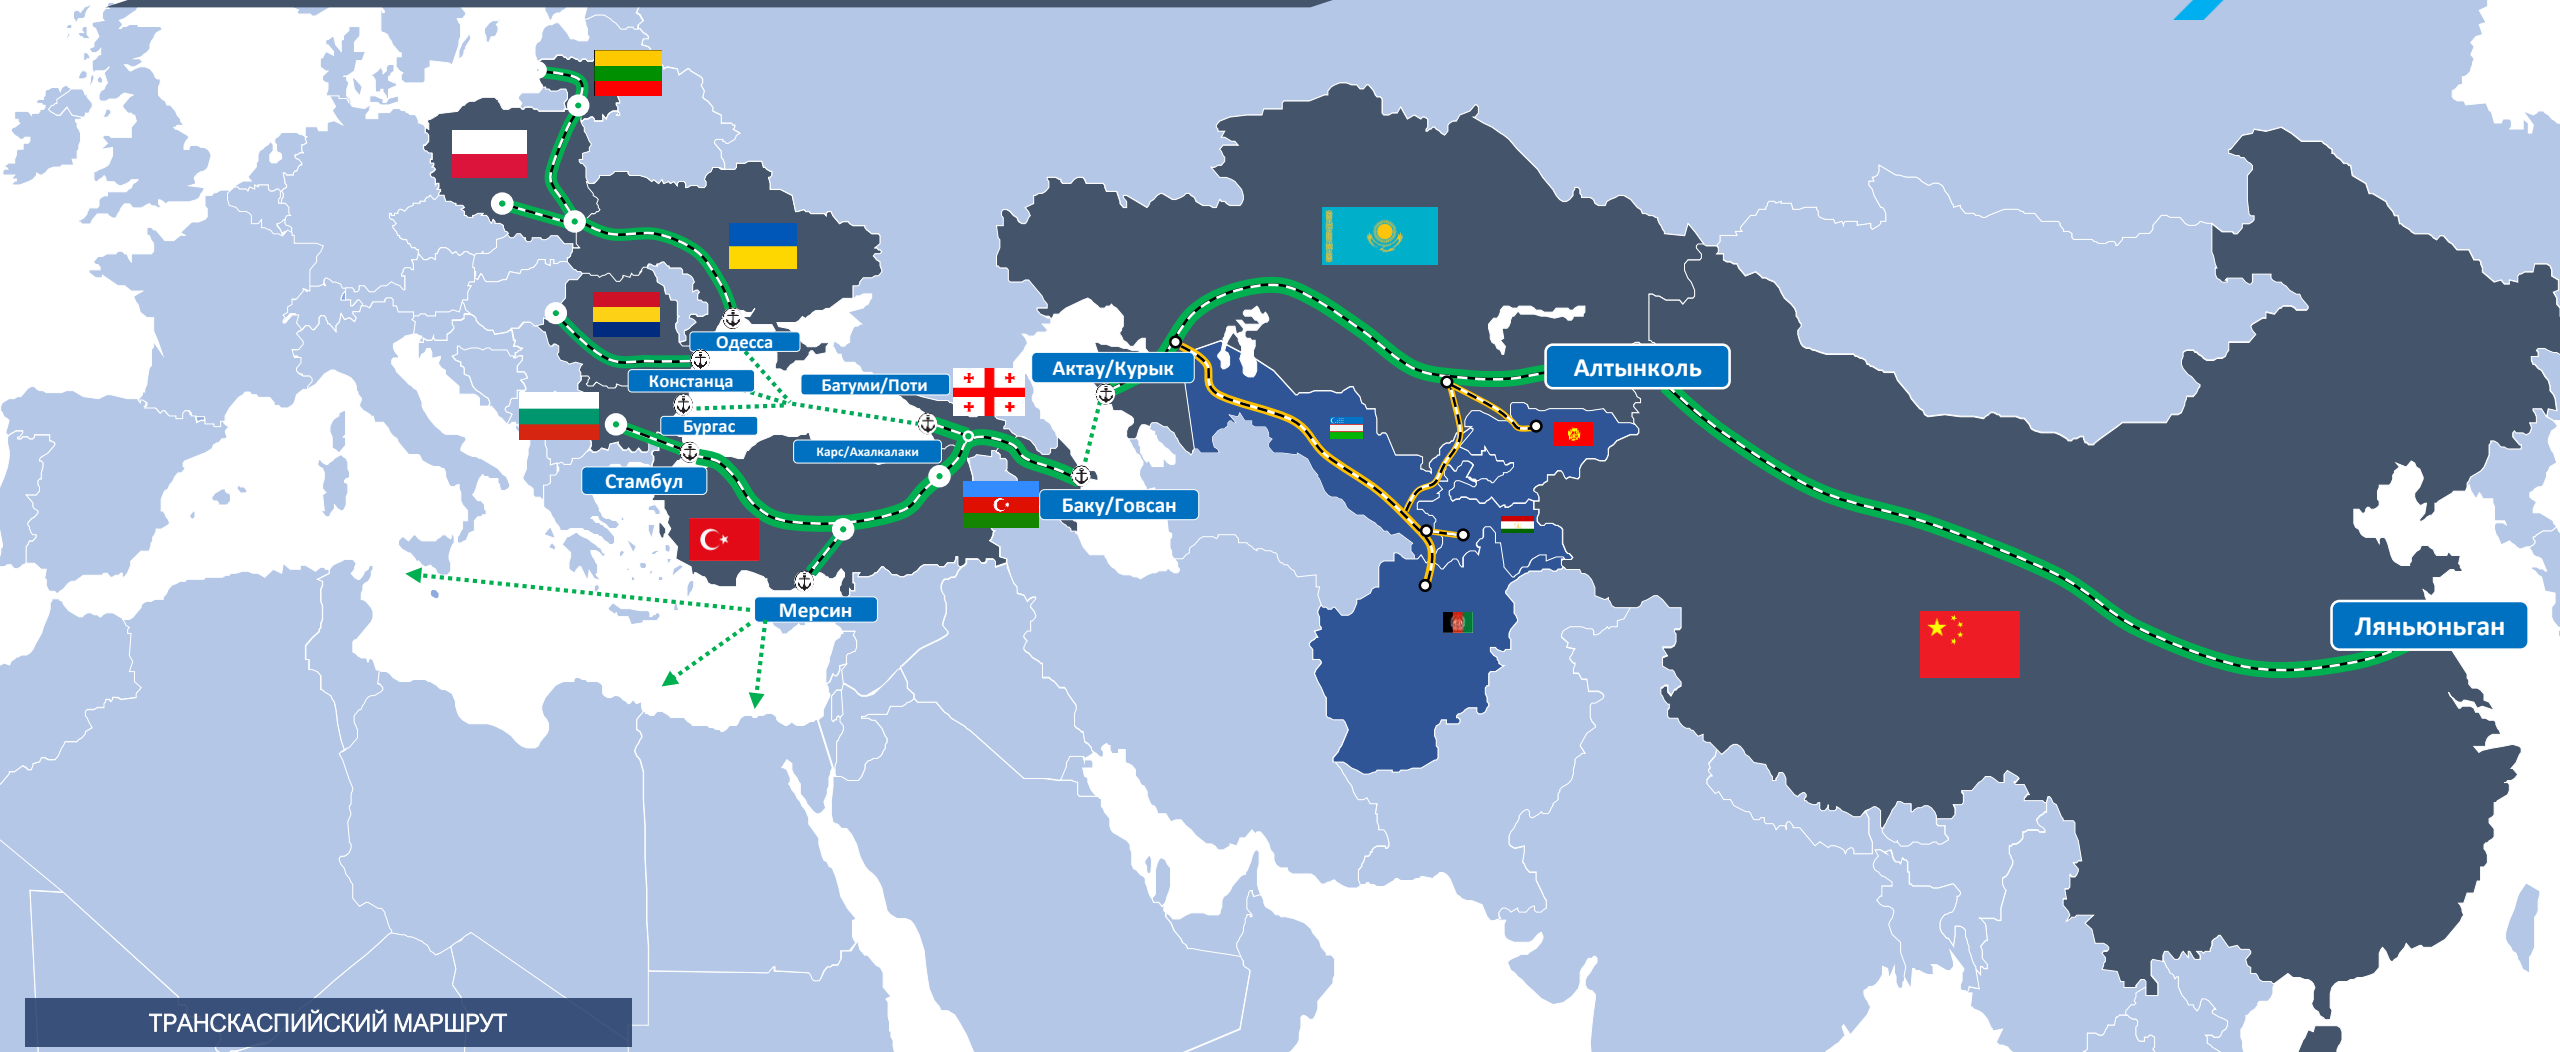 Одесса
Констанца
Батуми/Поти
Актау/Курык
Алтынколь
Бургас
Карс/Ахалкалаки
Стамбул
Баку/Говсан
Мерсин
Ляньюньган
ТРАНСКАСПИЙСКИЙ МАРШРУТ